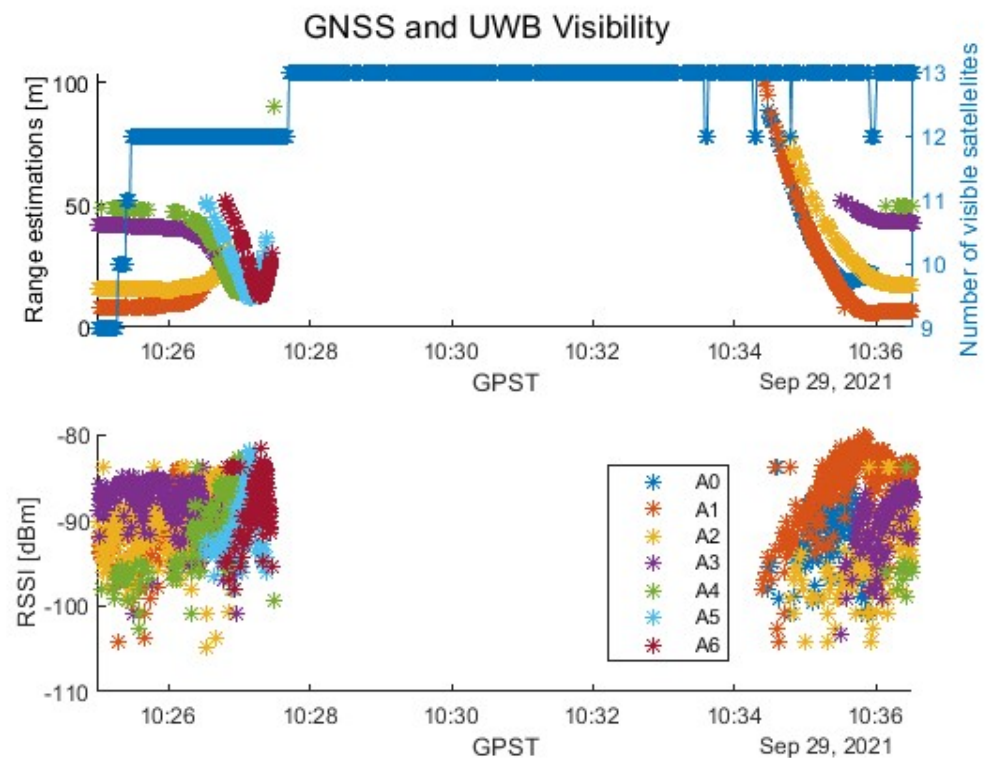 GNSS and UWB Visibility
Range estimations [m]
100
50
0
13
12
11
10
9
Number of visible satellelites
10:26
10:28
10:30
10:32
10:34
10:36
GPST
Sep 29, 2021
RSSI [dBm]
-80
-90
-100
-110
A0
A1
A2
A3
A4
A5
A6
10:26
10:28
10:30
10:32
10:34
10:36
GPST
Sep 29, 2021